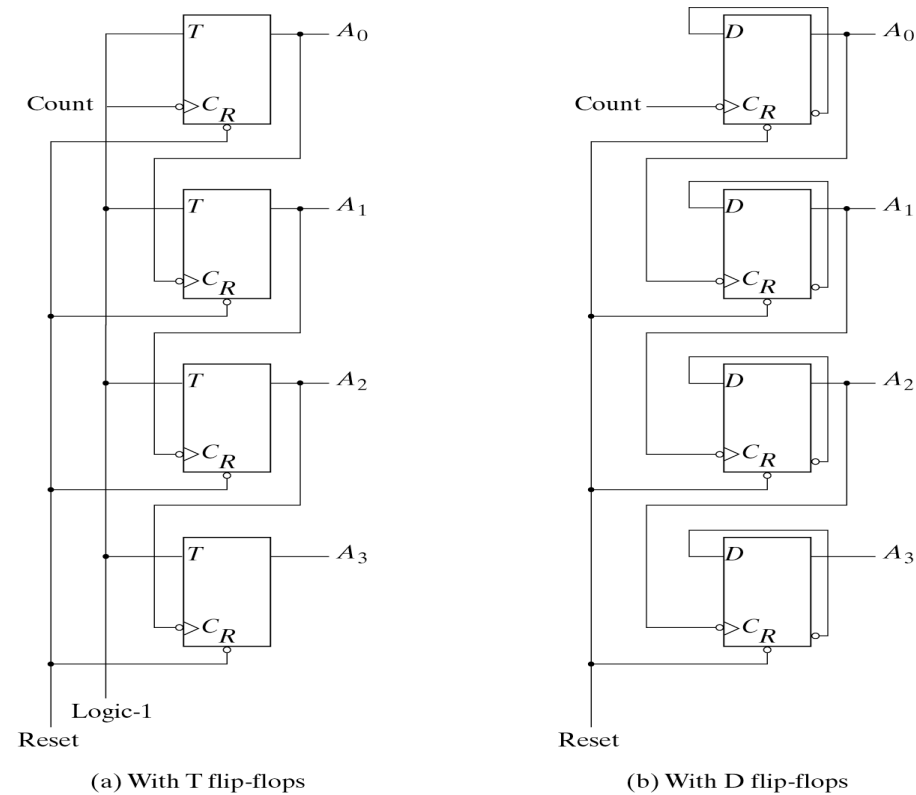 T
A0
Count
C
R
T
A1
C
R
T
A2
C
R
T
A3
C
R
Logic-1
Reset
(a) With T flip-flops
D
A0
Count
C
R
D
A1
C
R
D
A2
C
R
D
A3
C
R
Reset
(b) With D flip-flops